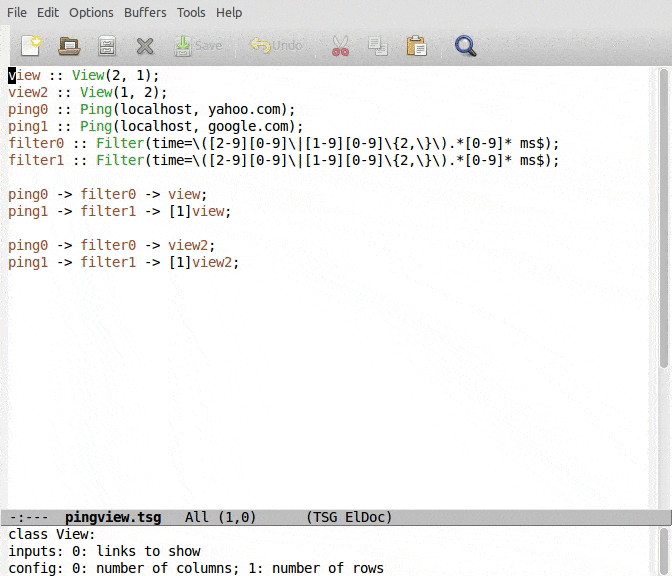 File Edit Options Buffers Tools Help
Save Undo
view :: View(2, 1);
view2 :: View(1, 2);
ping0 :: Ping(localhost, yahoo.com);
ping1 :: Ping(localhost, google.com);
filter0 :: Filter(time=\([2-9][0-9]\|[1-9][0-9]\{2,\}\).*[0-9]* ms$);
filter1 :: Filter(time=\([2-9][0-9]\|[1-9][0-9]\{2,\}\).*[0-9]* ms$);
ping0 -> filter0 -> view;
ping1 -> filter1 -> [1]view;
ping0 -> filter0 -> view2;
ping1 -> filter1 -> [1]view2;
-:--- pingview.tsg All (1,0) (TSG ElDoc)
class View:
inputs: 0: links to show
config: 0: number of columns; 1: number of rows